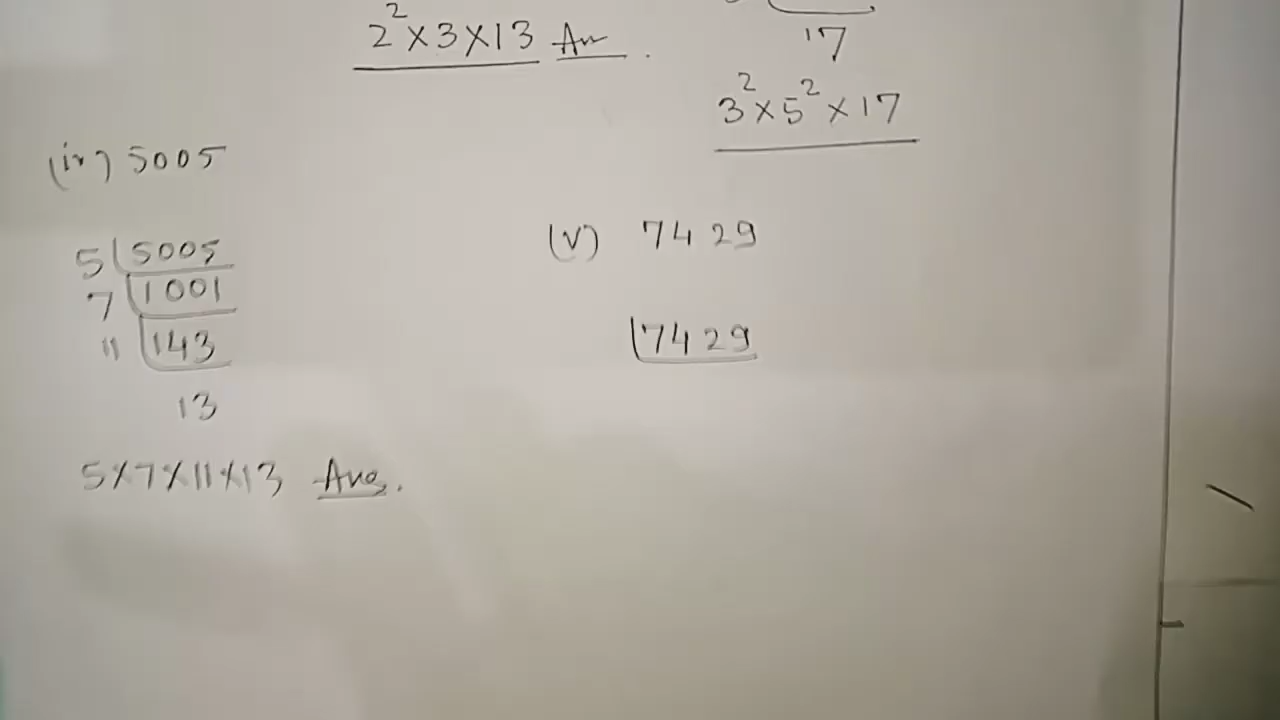 2² × 3 × 13 An .
17
3² × 5² × 17
(iv) 5005
5 | 5005
7 | 1001
11 | 143
13
5 × 7 × 11 × 13 Ans.
(v) 7429
| 7429